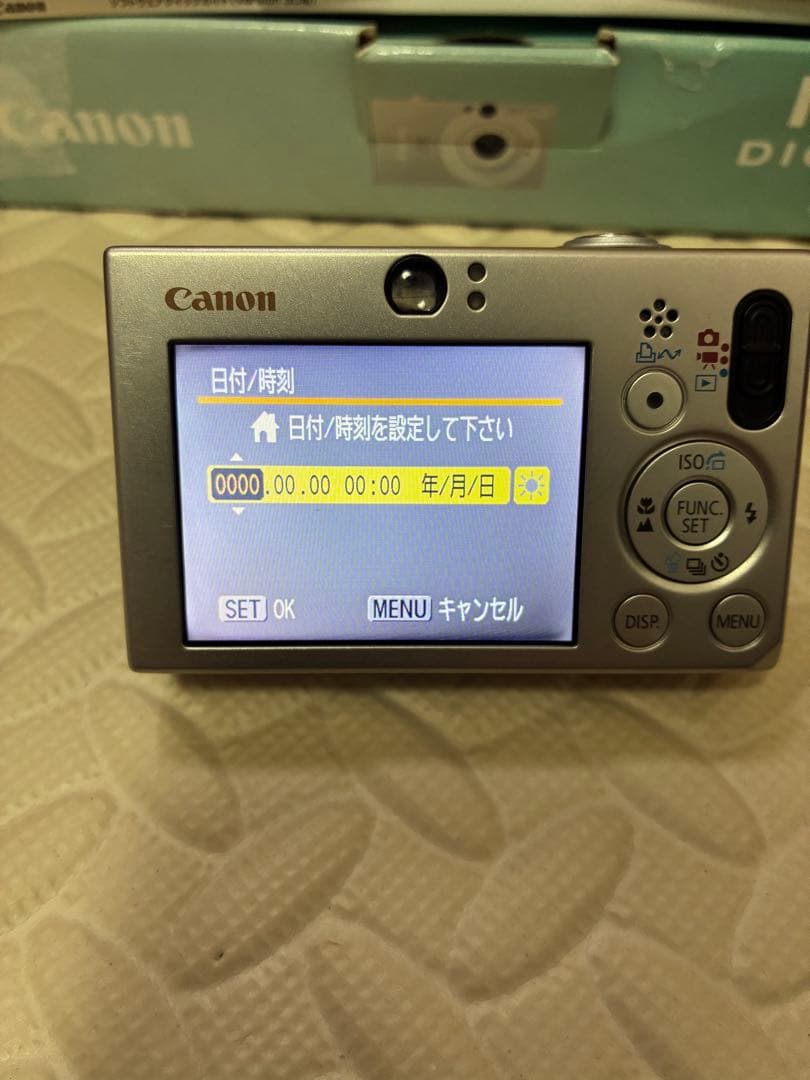 Canon
Canon
DI
Canon
日付/時刻
日付/時刻を設定して下さい
0000.00.00 00:00 年/月/日
SET OK
MENU キャンセル
ISO
FUNC.
SET
DISP.
MENU